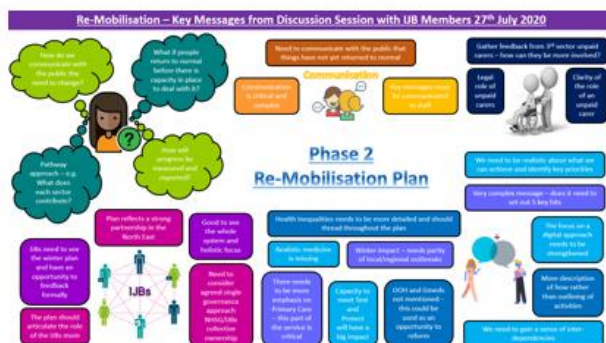 Re-Mobilisation – Key Messages from Discussion Session with IJB Members 27th July 2020
How do we
communicate with
the public the
need to change?
What if people
return to normal
before there is
capacity in place
to deal with it?
Pathway
approach – e.g.
What does each
sector contribute?
How will
progress be
measured and
reported?
Need to communicate with the public that
things have not yet returned to normal
Communication
Communication
is critical and
complex
Key messages must
be communicated
to staff
Gather feedback from 3rd sector unpaid
carers – how can they be more involved?
Legal
role of
unpaid
carers
Clarity of
the role
of an
unpaid
carer
Phase 2
Re-Mobilisation Plan
We need to be realistic about what we
can achieve and identify key priorities
Very complex message – does it need to
set out 5 key hits
The focus on
a digital approach
needs to be
strengthened
More description
of how rather
than outlining of
activities
We need to gain a sense of inter-
dependencies
Plan reflects a strong
partnership in the
North East
Good to see
the whole
system and
holistic focus
IJBs need to see
the winter plan
and have an
opportunity to
feedback
formally
IJBs
Need to
consider
agreed single
governance
approach
NHSG/IJBs
collective
ownership
The plan should
articulate the role of
the IJBs more
Health inequalities needs to be more detailed and should
thread throughout the plan
Realistic medicine
is missing
Winter impact – needs parity
of local/regional outbreaks
There needs
to be more
emphasis on
Primary Care
– this part of
the service is
critical
Capacity to
meet Test and
Protect will
have a big
impact
OOH and Gmeds
not mentioned –
this could be
used as an
opportunity to
reform